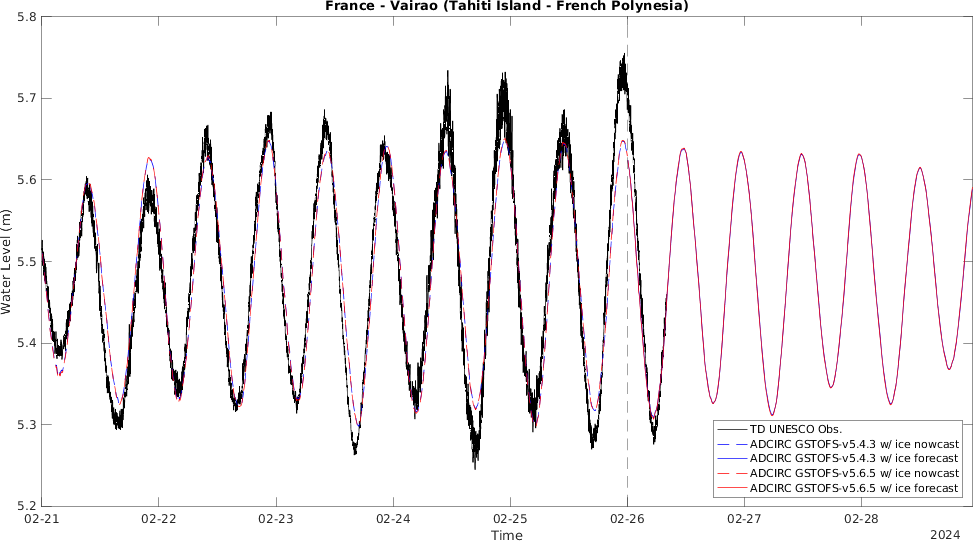 France - Vairao (Tahiti Island - French Polynesia)
5.8
5.7
5.6
5.5
5.4
5.3
5.2
Water Level (m)
02-21
02-22
02-23
02-24
02-25
02-26
02-27
02-28
Time
2024
TD UNESCO Obs.
ADCIRC GSTOFS-v5.4.3 w/ ice nowcast
ADCIRC GSTOFS-v5.4.3 w/ ice forecast
ADCIRC GSTOFS-v5.6.5 w/ ice nowcast
ADCIRC GSTOFS-v5.6.5 w/ ice forecast